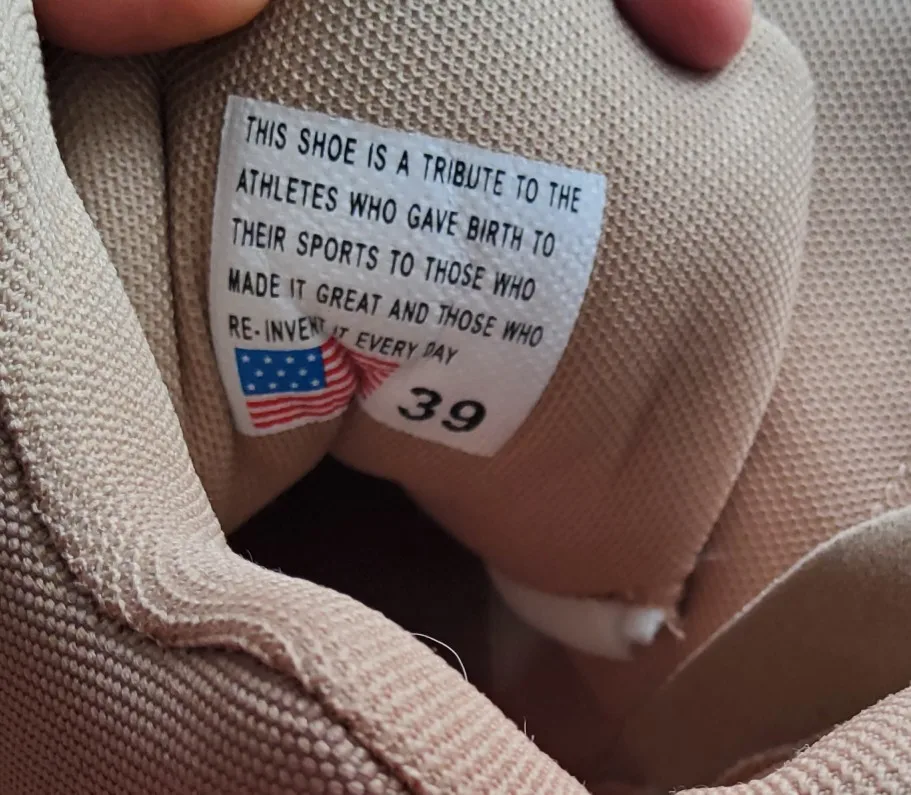 THIS SHOE IS A TRIBUTE TO THE
ATHLETES WHO GAVE BIRTH TO
THEIR SPORTS TO THOSE WHO
MADE IT GREAT AND THOSE WHO
RE-INVENT IT EVERY DAY
39